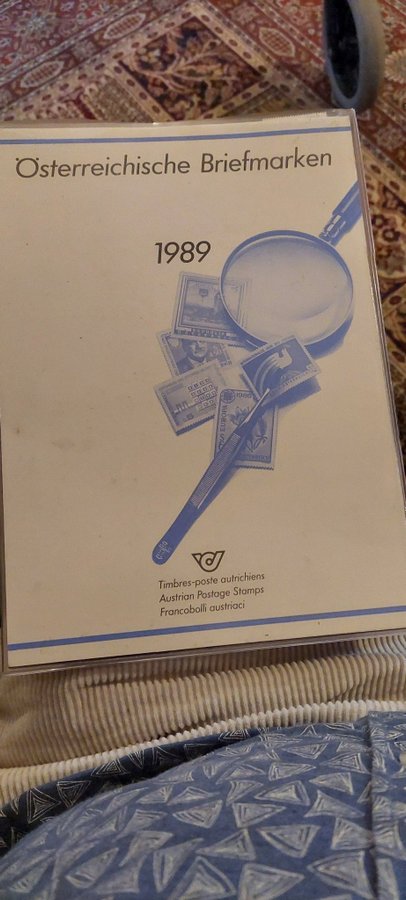 Österreichische Briefmarken
1989
Timbres-poste autrichiens
Austrian Postage Stamps
Francobolli austriaci